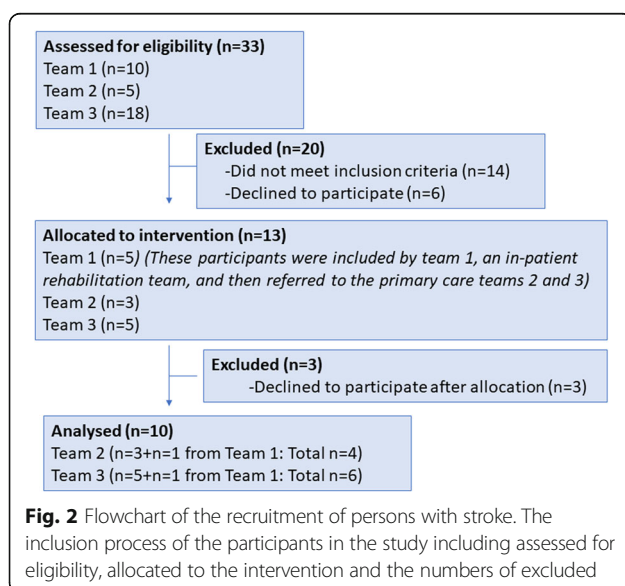 Assessed for eligibility (n=33)
Team 1 (n=10)
Team 2 (n=5)
Team 3 (n=18)
Excluded (n=20)
-Did not meet inclusion criteria (n=14)
-Declined to participate (n=6)
Allocated to intervention (n=13)
Team 1 (n=5) (These participants were included by team 1, an in-patient
rehabilitation team, and then referred to the primary care teams 2 and 3)
Team 2 (n=3)
Team 3 (n=5)
Excluded (n=3)
-Declined to participate after allocation (n=3)
Analysed (n=10)
Team 2 (n=3+n=1 from Team 1: Total n=4)
Team 3 (n=5+n=1 from Team 1: Total n=6)
Fig. 2 Flowchart of the recruitment of persons with stroke. The
inclusion process of the participants in the study including assessed for
eligibility, allocated to the intervention and the numbers of excluded